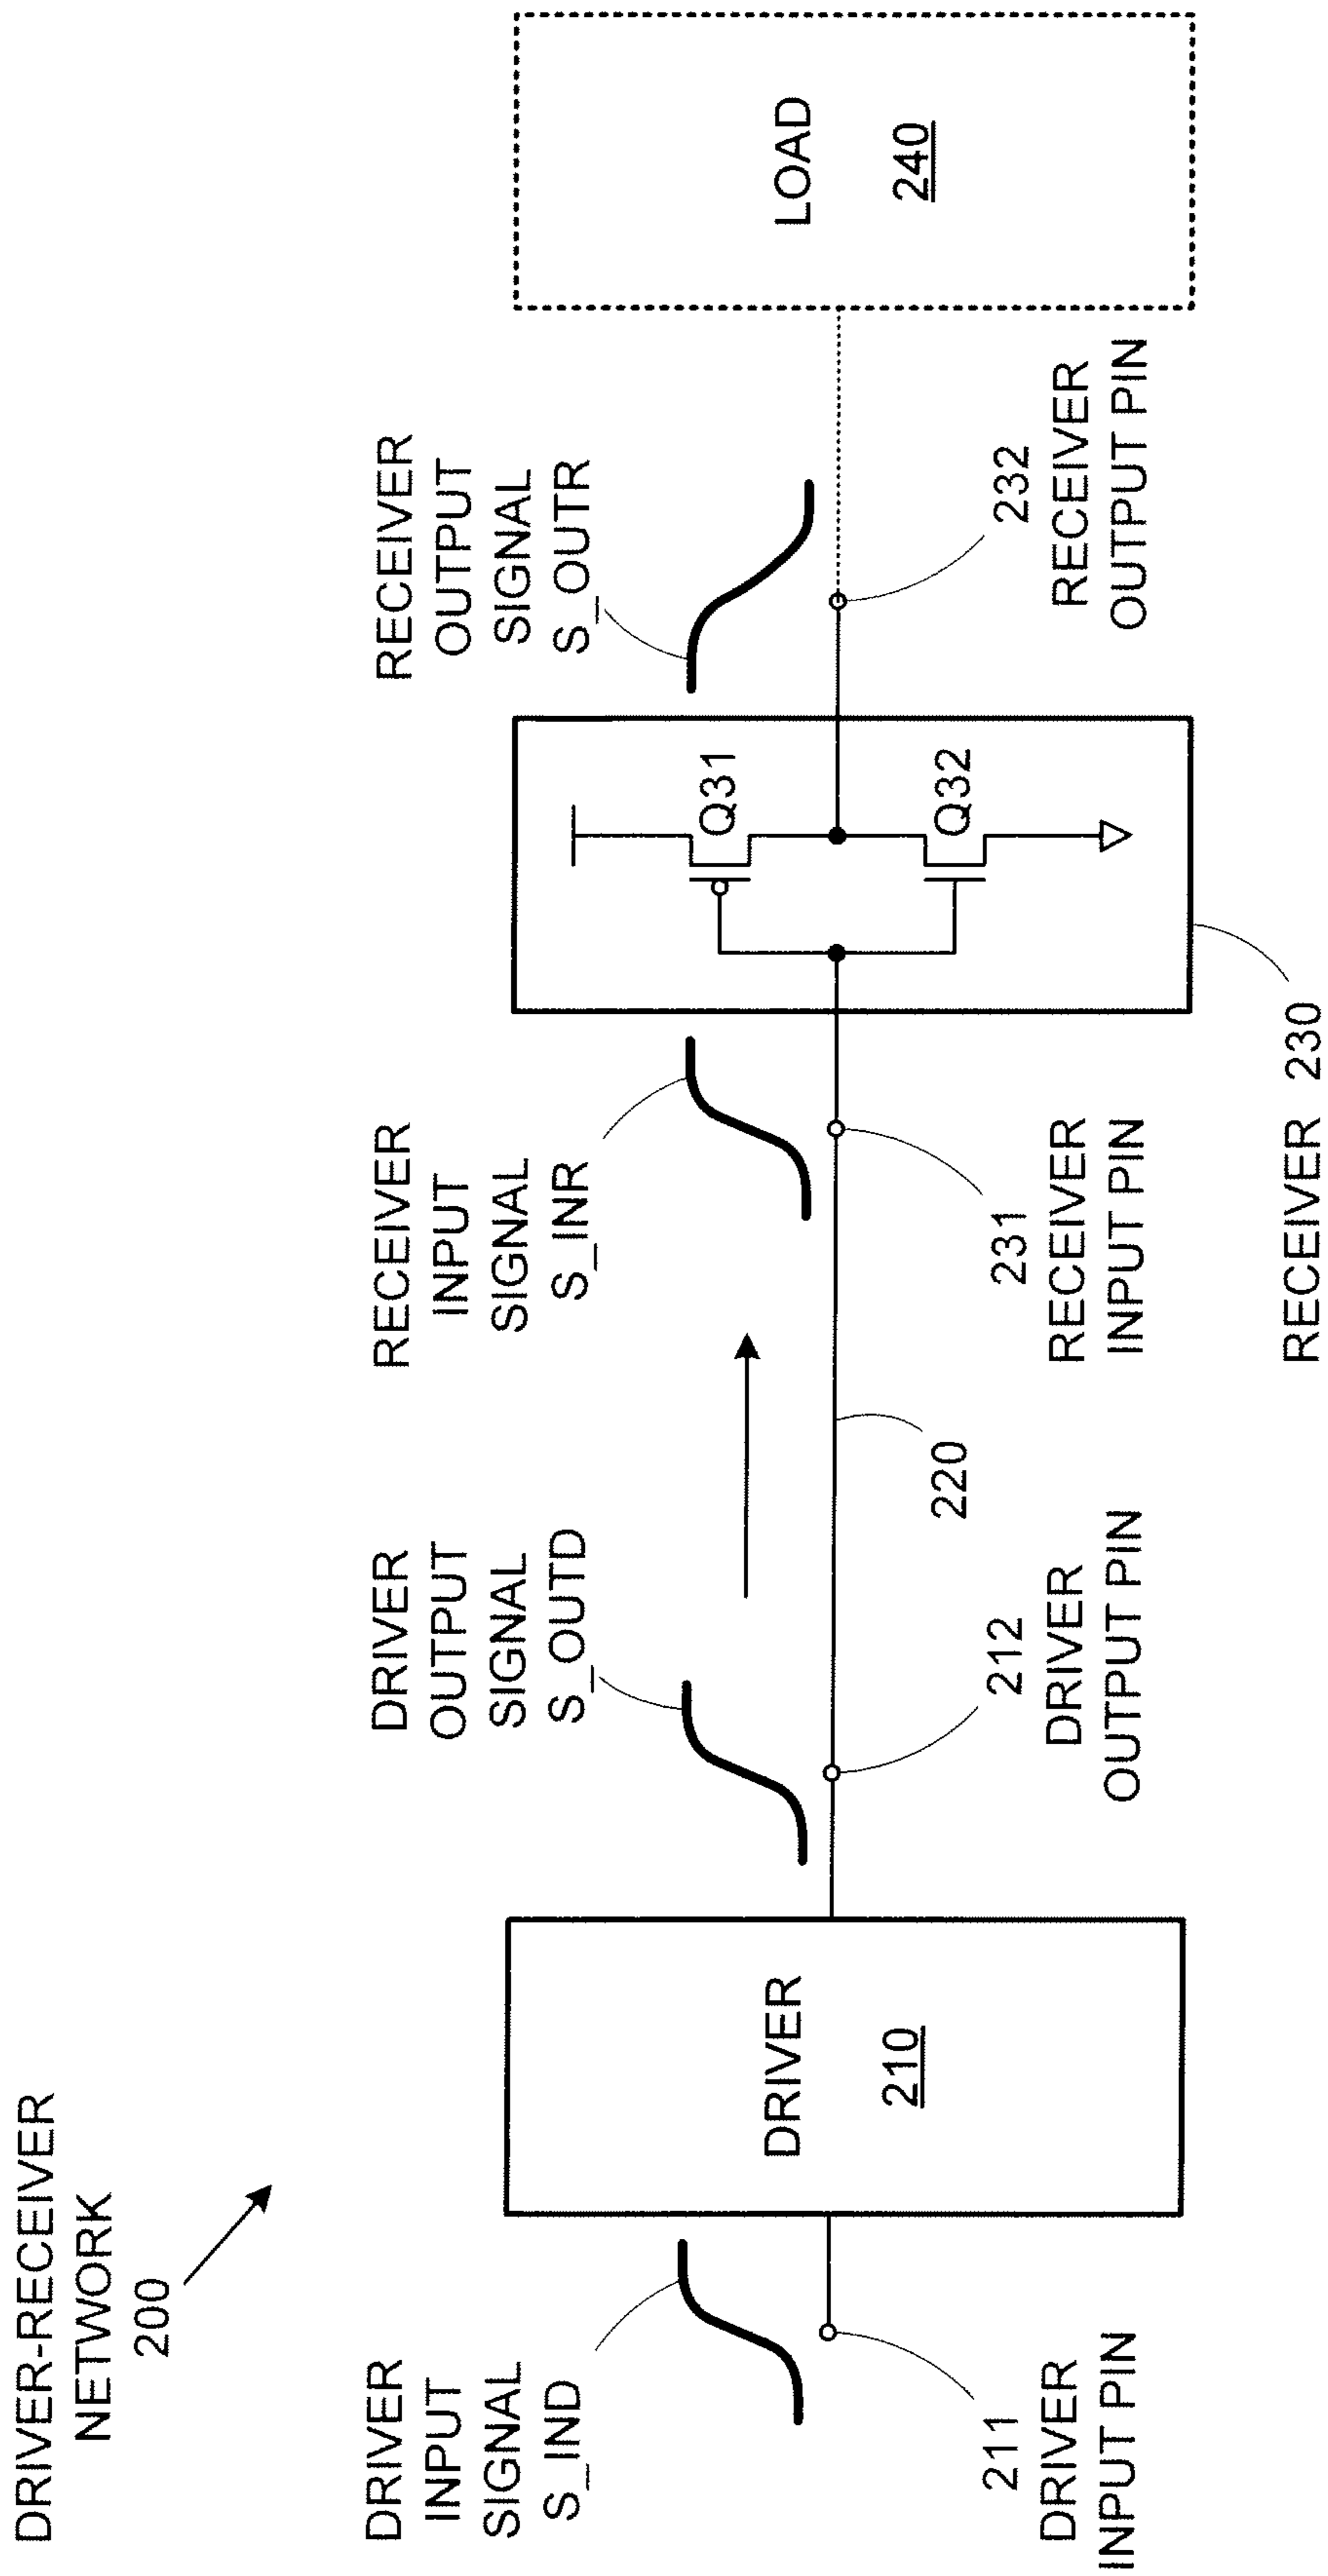 DRIVER-RECEIVER
NETWORK
200
DRIVER
INPUT
SIGNAL
S_IND
DRIVER
OUTPUT
SIGNAL
S_OUTD
RECEIVER
INPUT
SIGNAL
S_INR
RECEIVER
OUTPUT
SIGNAL
S_OUTR
DRIVER
210
Q31
Q32
LOAD
240
211
DRIVER
INPUT PIN
212
DRIVER
OUTPUT PIN
220
231
RECEIVER
INPUT PIN
232
RECEIVER
OUTPUT PIN
RECEIVER 230